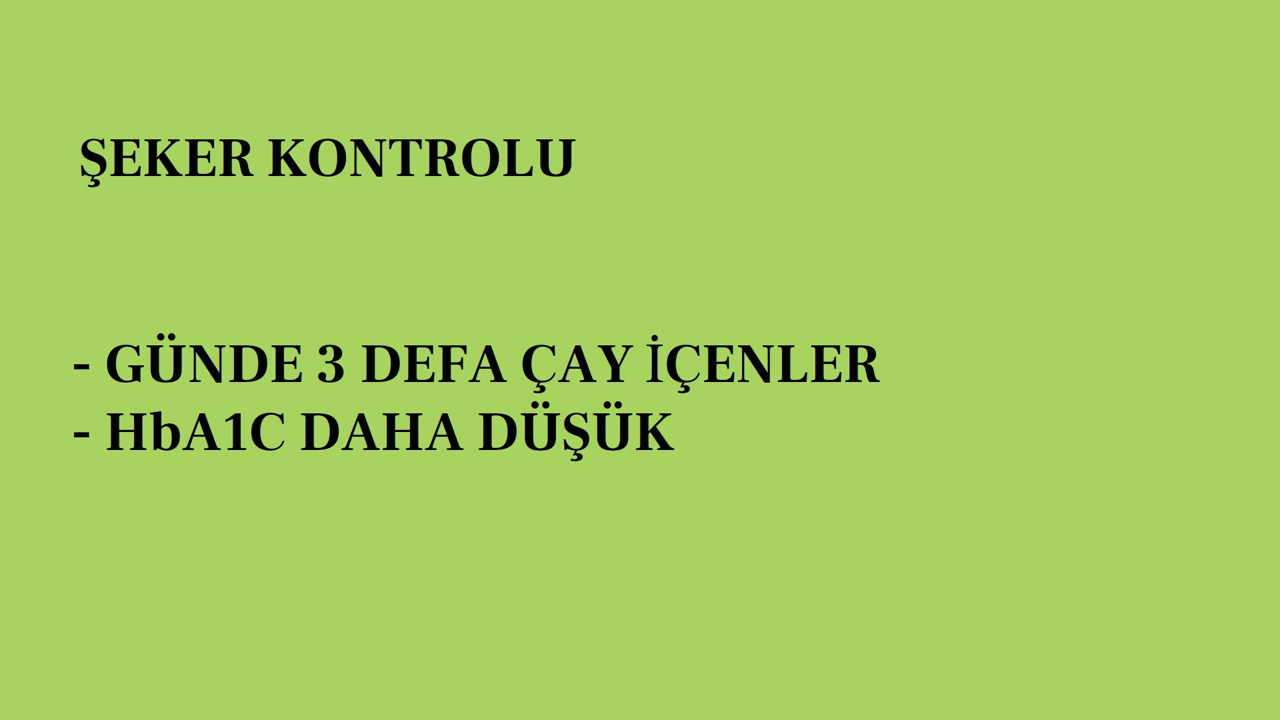 ŞEKER KONTROLU
- GÜNDE 3 DEFA ÇAY İÇENLER
- HbA1C DAHA DÜŞÜK